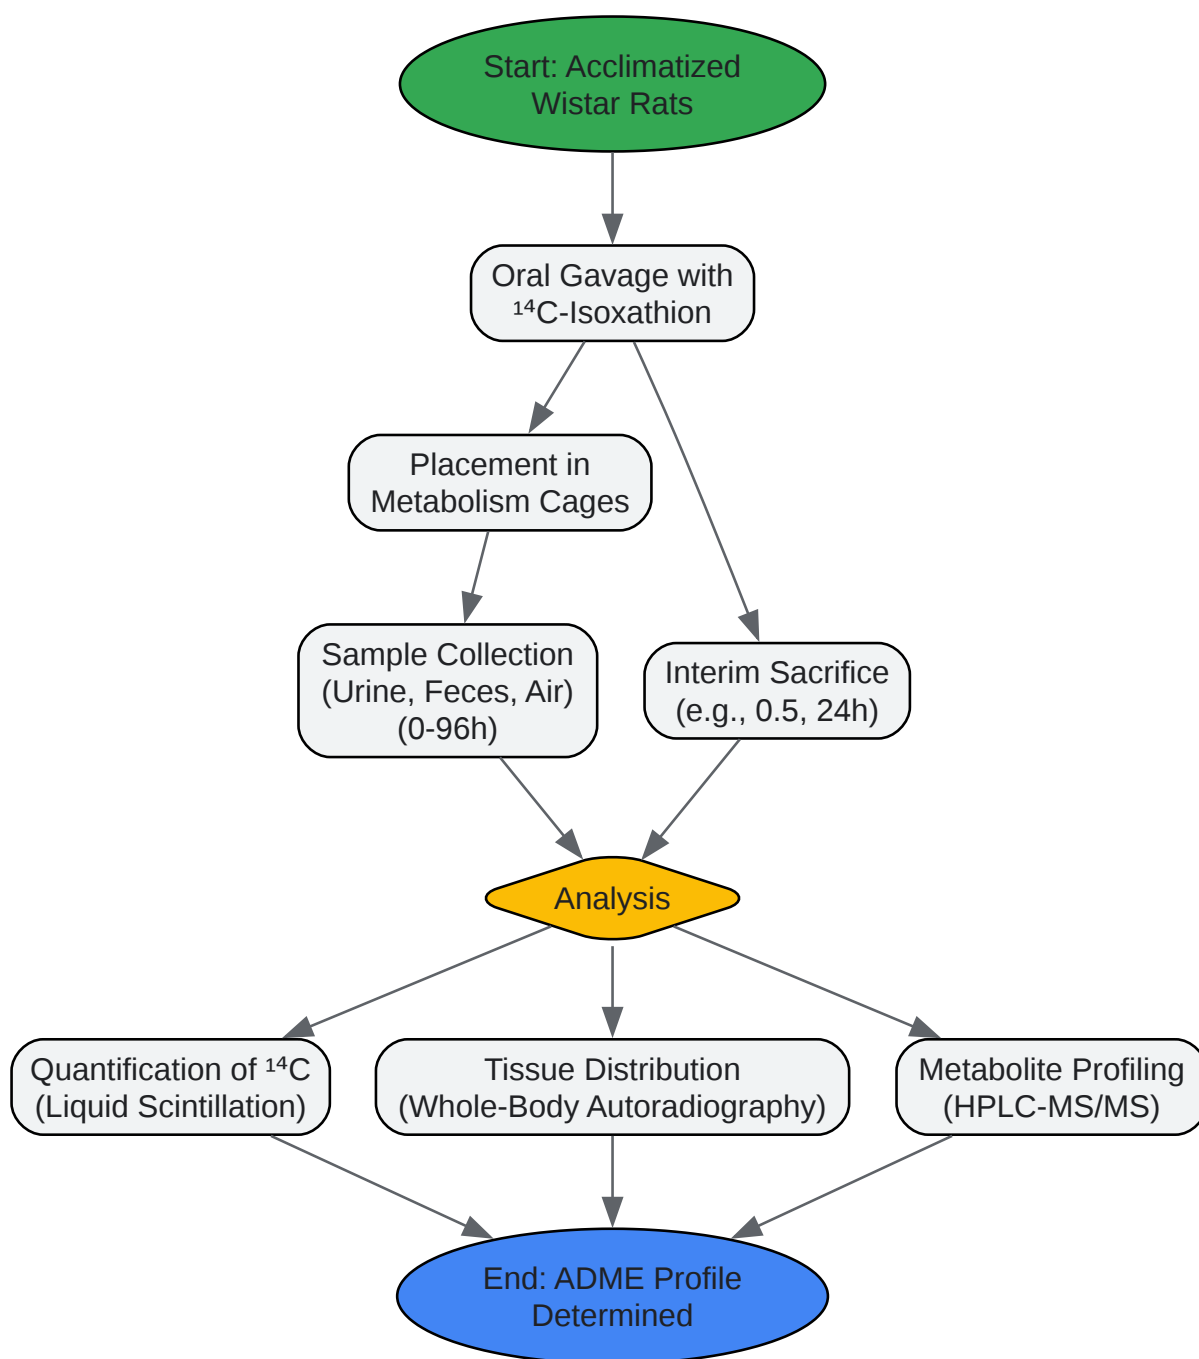 Start: Acclimatized
Wistar Rats
Oral Gavage with
¹⁴C-Isoxathion
Placement in
Metabolism Cages
Sample Collection
(Urine, Feces, Air)
(0-96h)
Interim Sacrifice
(e.g., 0.5, 24h)
Analysis
Quantification of ¹⁴C
(Liquid Scintillation)
Tissue Distribution
(Whole-Body Autoradiography)
Metabolite Profiling
(HPLC-MS/MS)
End: ADME Profile
Determined